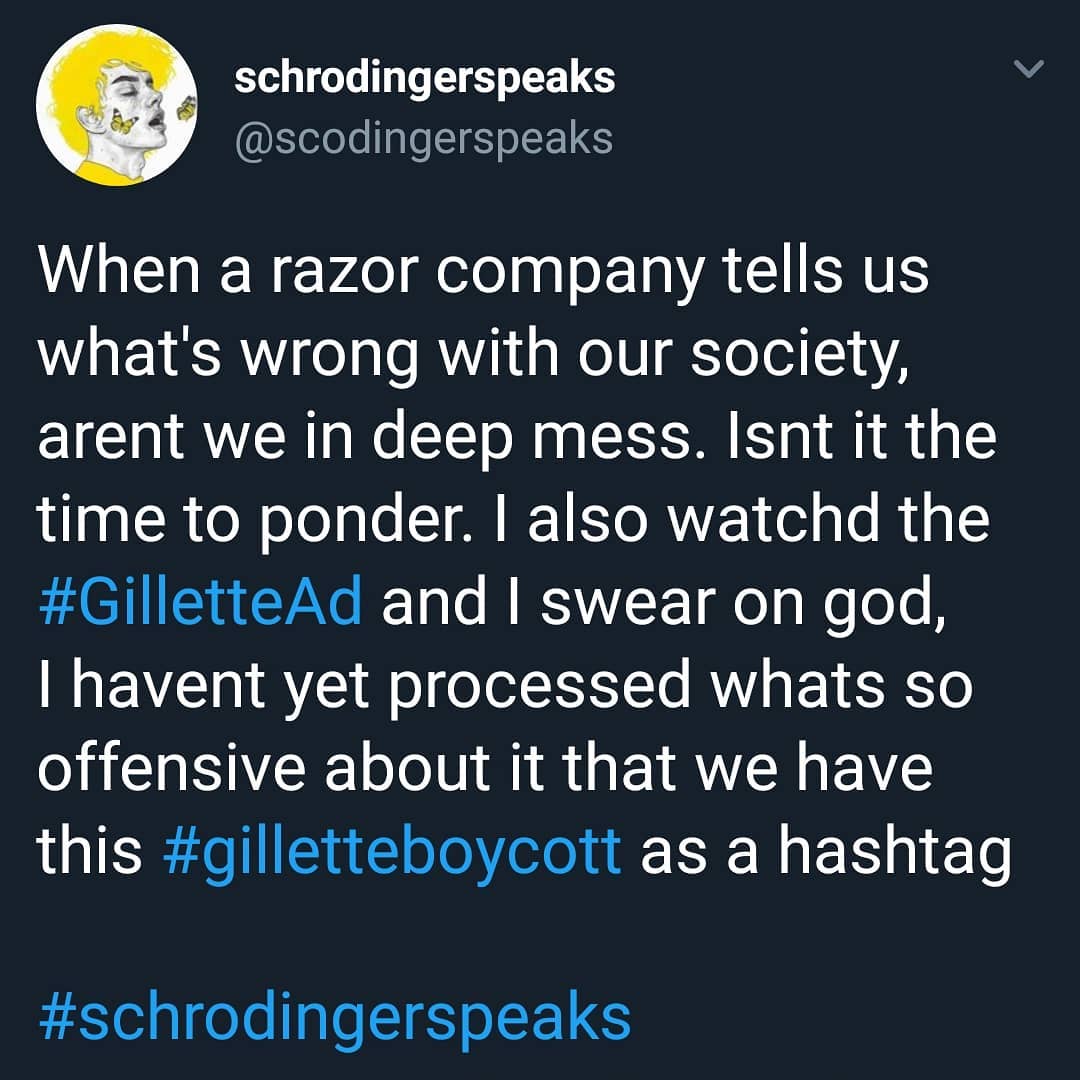 schrodingerspeaks
@scodingerspeaks
When a razor company tells us
what's wrong with our society,
arent we in deep mess. Isnt it the
time to ponder. I also watchd the
#GilletteAd and I swear on god,
I havent yet processed whats so
offensive about it that we have
this #gilletteboycott as a hashtag
#schrodingerspeaks